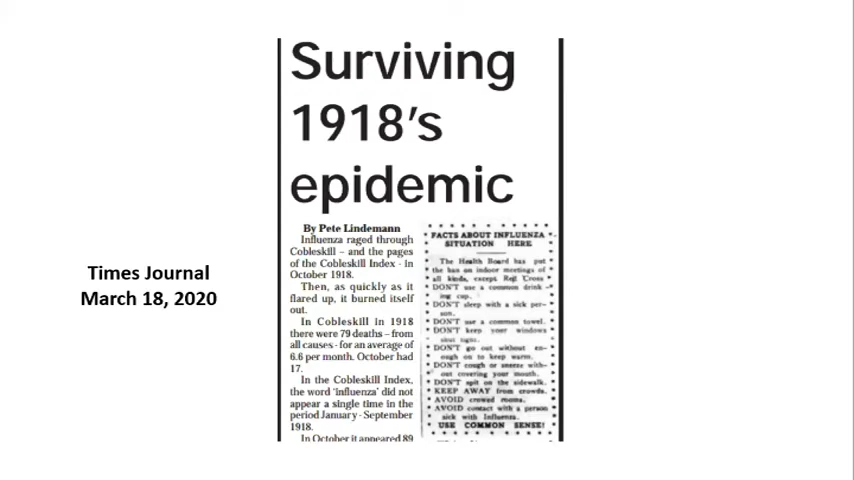 Surviving
1918's
epidemic
Times Journal
March 18, 2020
By Pete Lindemann
Influenza raged through
Cobleskill – and the pages
of the Cobleskill Index - in
October 1918.
Then, as quickly as it
flared up, it burned itself
out.
In Cobleskill in 1918
there were 79 deaths – from
all causes - for an average of
6.6 per month. October had
17.
In the Cobleskill Index,
the word 'influenza' did not
appear a single time in the
period January - September
1918.
In October it appeared 89
FACTS ABOUT INFLUENZA
SITUATION HERE
The Health Board has put
the ban on indoor meetings of
all kinds, except Red Cross
DON'T use a common drink-
ing cup.
DON'T sleep with a sick per-
son.
DON'T use a common towel.
DON'T keep your windows
shut
DON'T go out without en-
ough on to keep warm.
DON'T cough or sneeze with-
out covering your mouth.
DON'T spit on the sidewalk.
KEEP AWAY from crowds.
AVOID crowed rooms.
AVOID contact with a person
sick with Influenza.
USE COMMON SENSE!